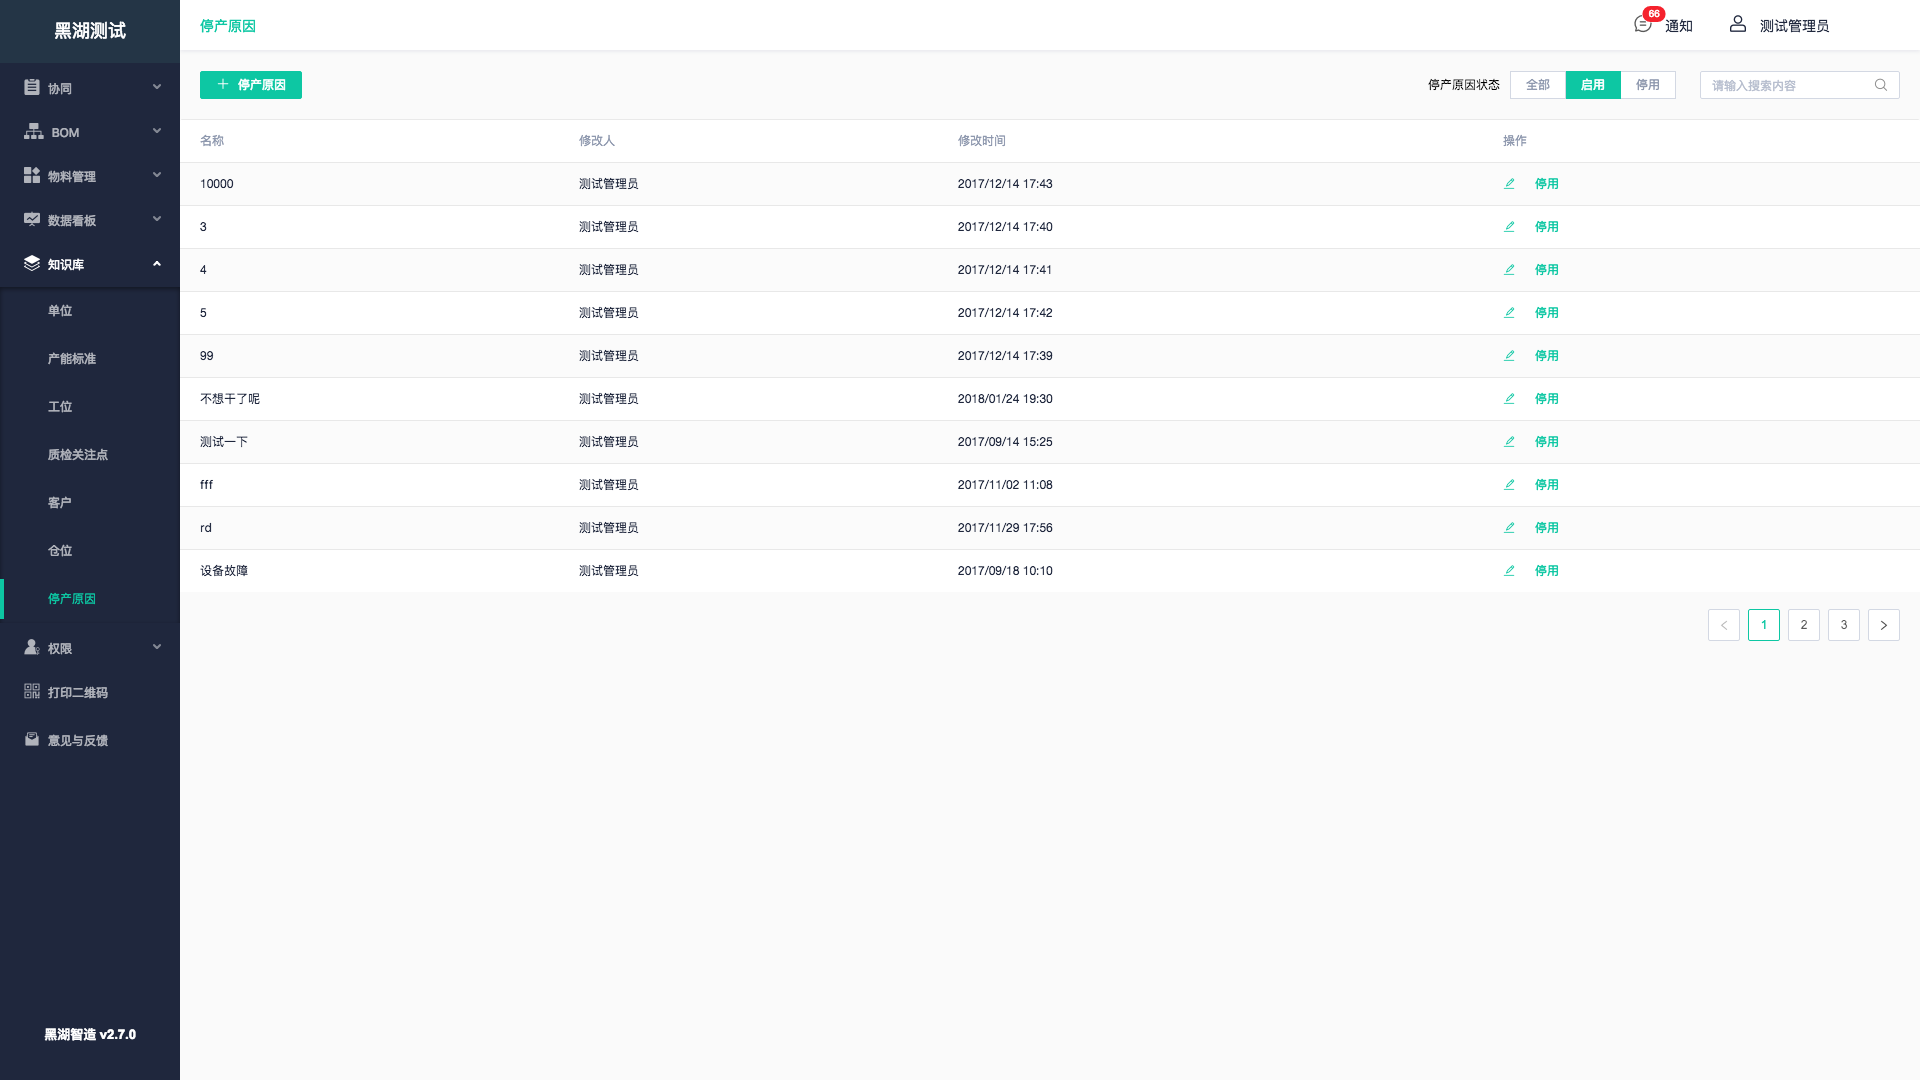 黑湖测试
停产原因
66
通知
测试管理员
协同
BOM
物料管理
数据看板
知识库
单位
产能标准
工位
质检关注点
客户
仓位
停产原因
权限
打印二维码
意见与反馈
黑湖智造 v2.7.0
停产原因
停产原因状态 全部 启用 停用
请输入搜索内容
名称 修改人 修改时间 操作
10000 测试管理员 2017/12/14 17:43 停用
3 测试管理员 2017/12/14 17:40 停用
4 测试管理员 2017/12/14 17:41 停用
5 测试管理员 2017/12/14 17:42 停用
99 测试管理员 2017/12/14 17:39 停用
不想干了呢 测试管理员 2018/01/24 19:30 停用
测试一下 测试管理员 2017/09/14 15:25 停用
fff 测试管理员 2017/11/02 11:08 停用
rd 测试管理员 2017/11/29 17:56 停用
设备故障 测试管理员 2017/09/18 10:10 停用
1 2 3